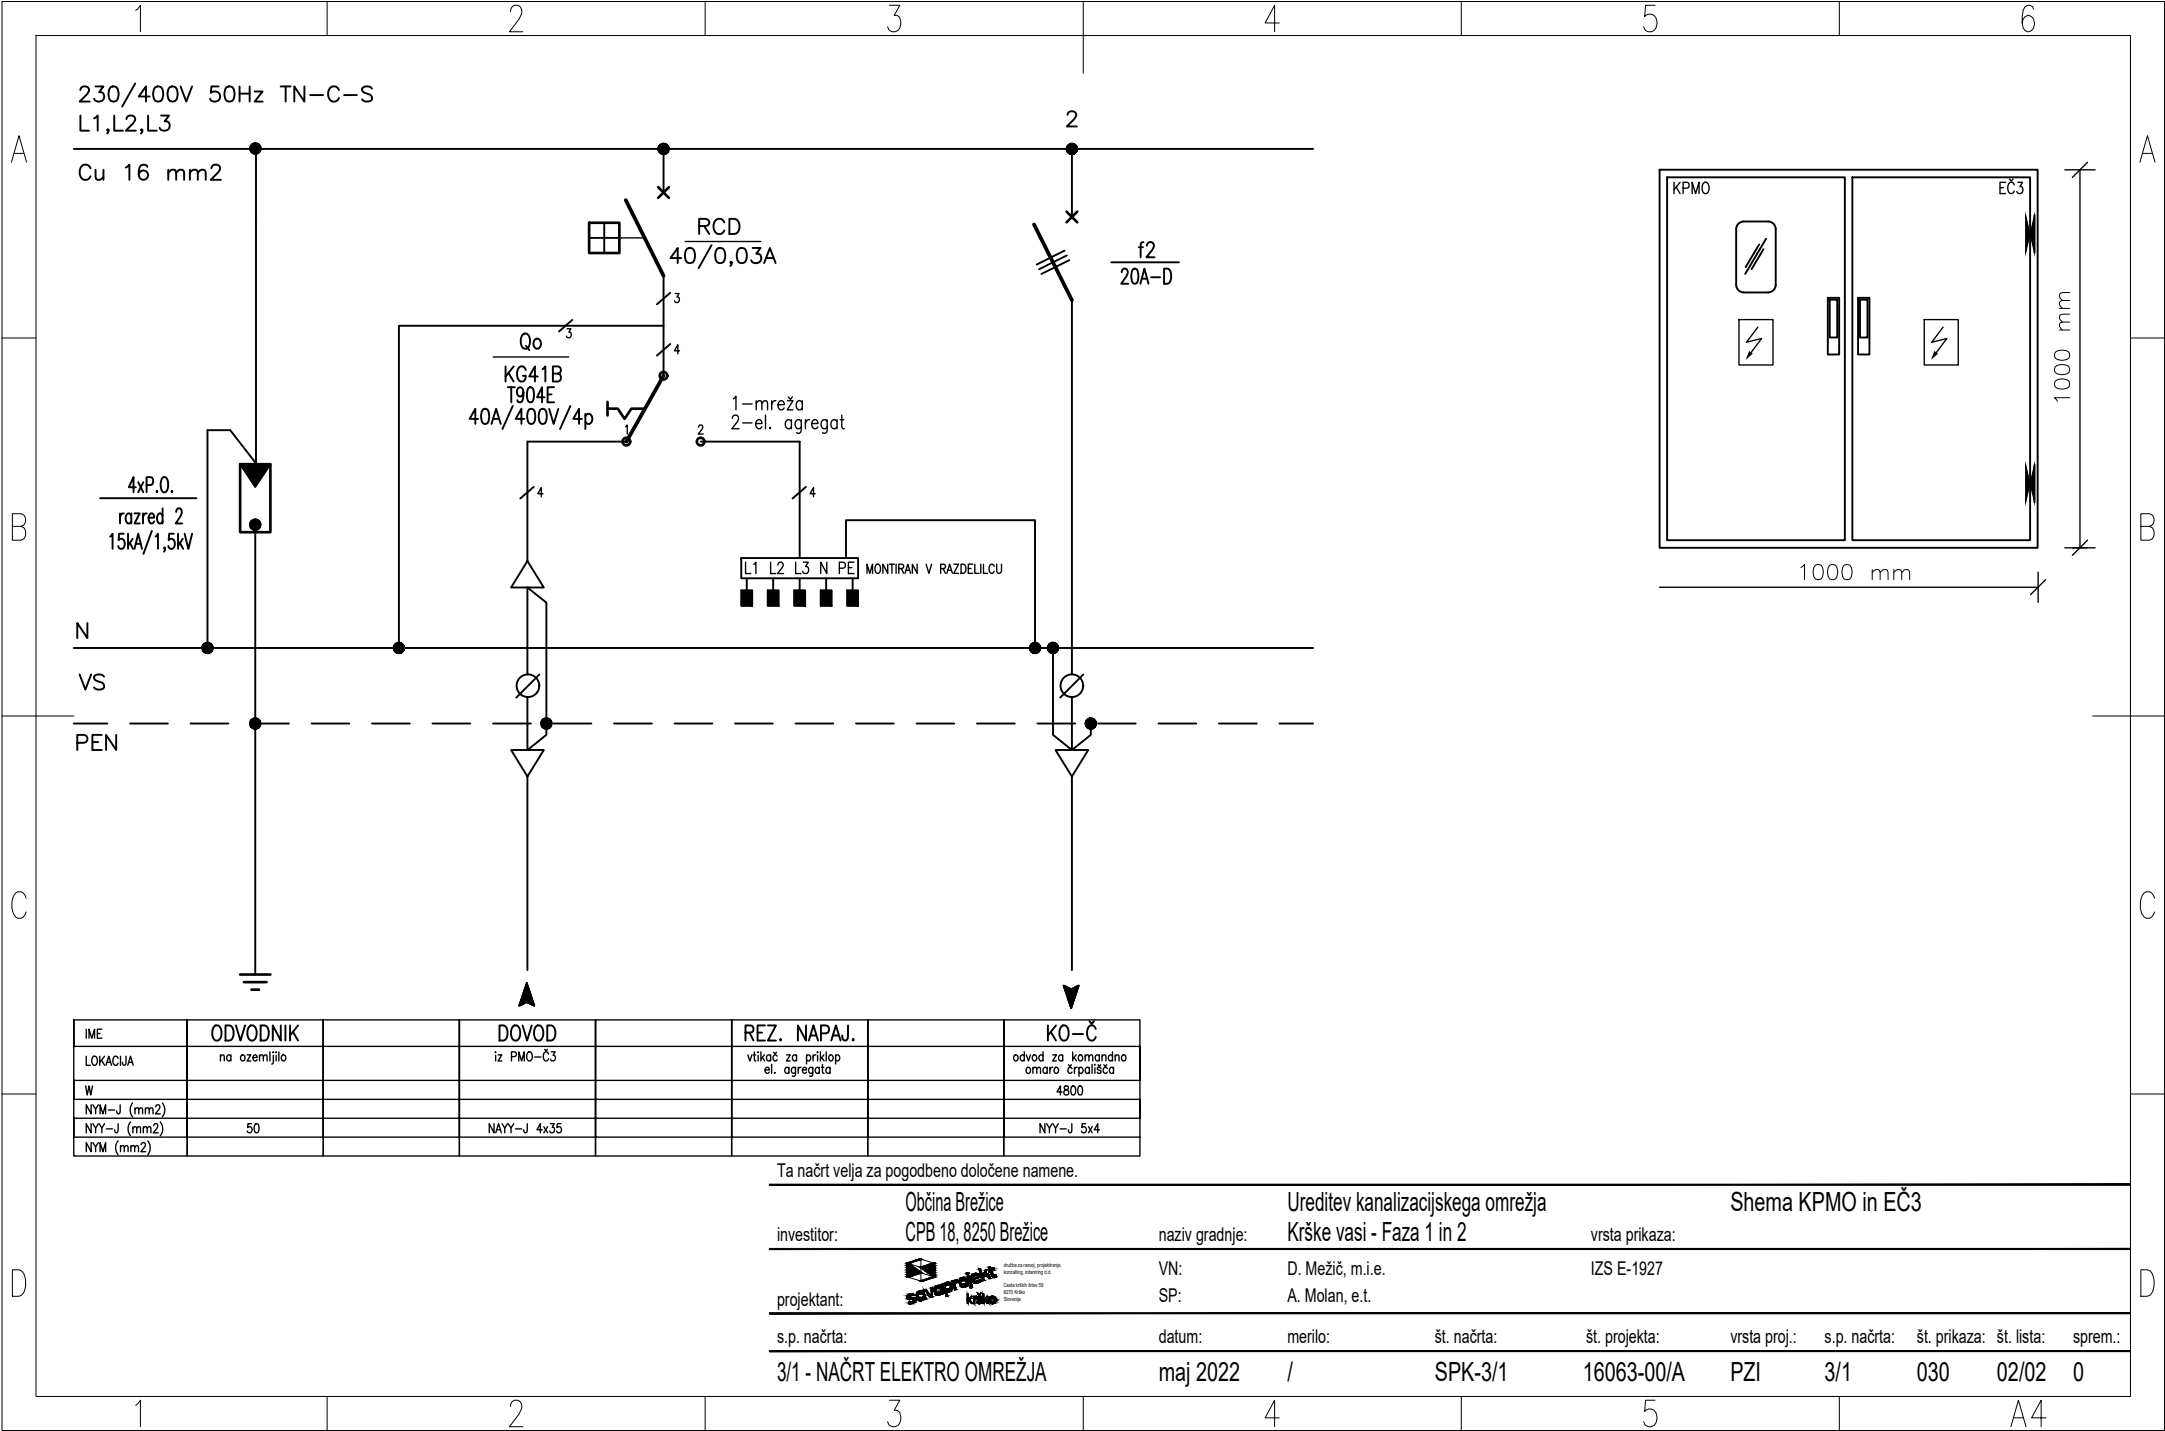 1 2 3 4 5 6
A A
B B
C C
D D
230/400V 50Hz TN-C-S
L1,L2,L3
Cu 16 mm2
2
RCD
40/0,03A
f2
20A-D
3
3
4
Qo
KG41B
T904E
40A/400V/4p
1
2
1-mreža
2-el. agregat
4
4
4xP.O.
razred 2
15kA/1,5kV
L1 L2 L3 N PE
MONTIRAN V RAZDELILCU
N
VS
PEN
KPMO EČ3
1000 mm
1000 mm
IME ODVODNIK DOVOD REZ. NAPAJ. KO-Č
LOKACIJA na ozemljilo iz PMO-Č3 vtikač za priklop odvod za komandno
el. agregata omaro črpališča
W 4800
NYM-J (mm2)
NYY-J (mm2) 50 NAYY-J 4x35 NYY-J 5x4
NYM (mm2)
Ta načrt velja za pogodbeno določene namene.
Občina Brežice Ureditev kanalizacijskega omrežja Shema KPMO in EČ3
investitor: CPB 18, 8250 Brežice naziv gradnje: Krške vasi - Faza 1 in 2 vrsta prikaza:
savaprojekt
krško
VN: D. Mežič, m.i.e. IZS E-1927
projektant: SP: A. Molan, e.t.
s.p. načrta: datum: merilo: št. načrta: št. projekta: vrsta proj.: s.p. načrta: št. prikaza: št. lista: sprem.:
3/1 - NAČRT ELEKTRO OMREŽJA maj 2022 / SPK-3/1 16063-00/A PZI 3/1 030 02/02 0
1 2 3 4 5 A4